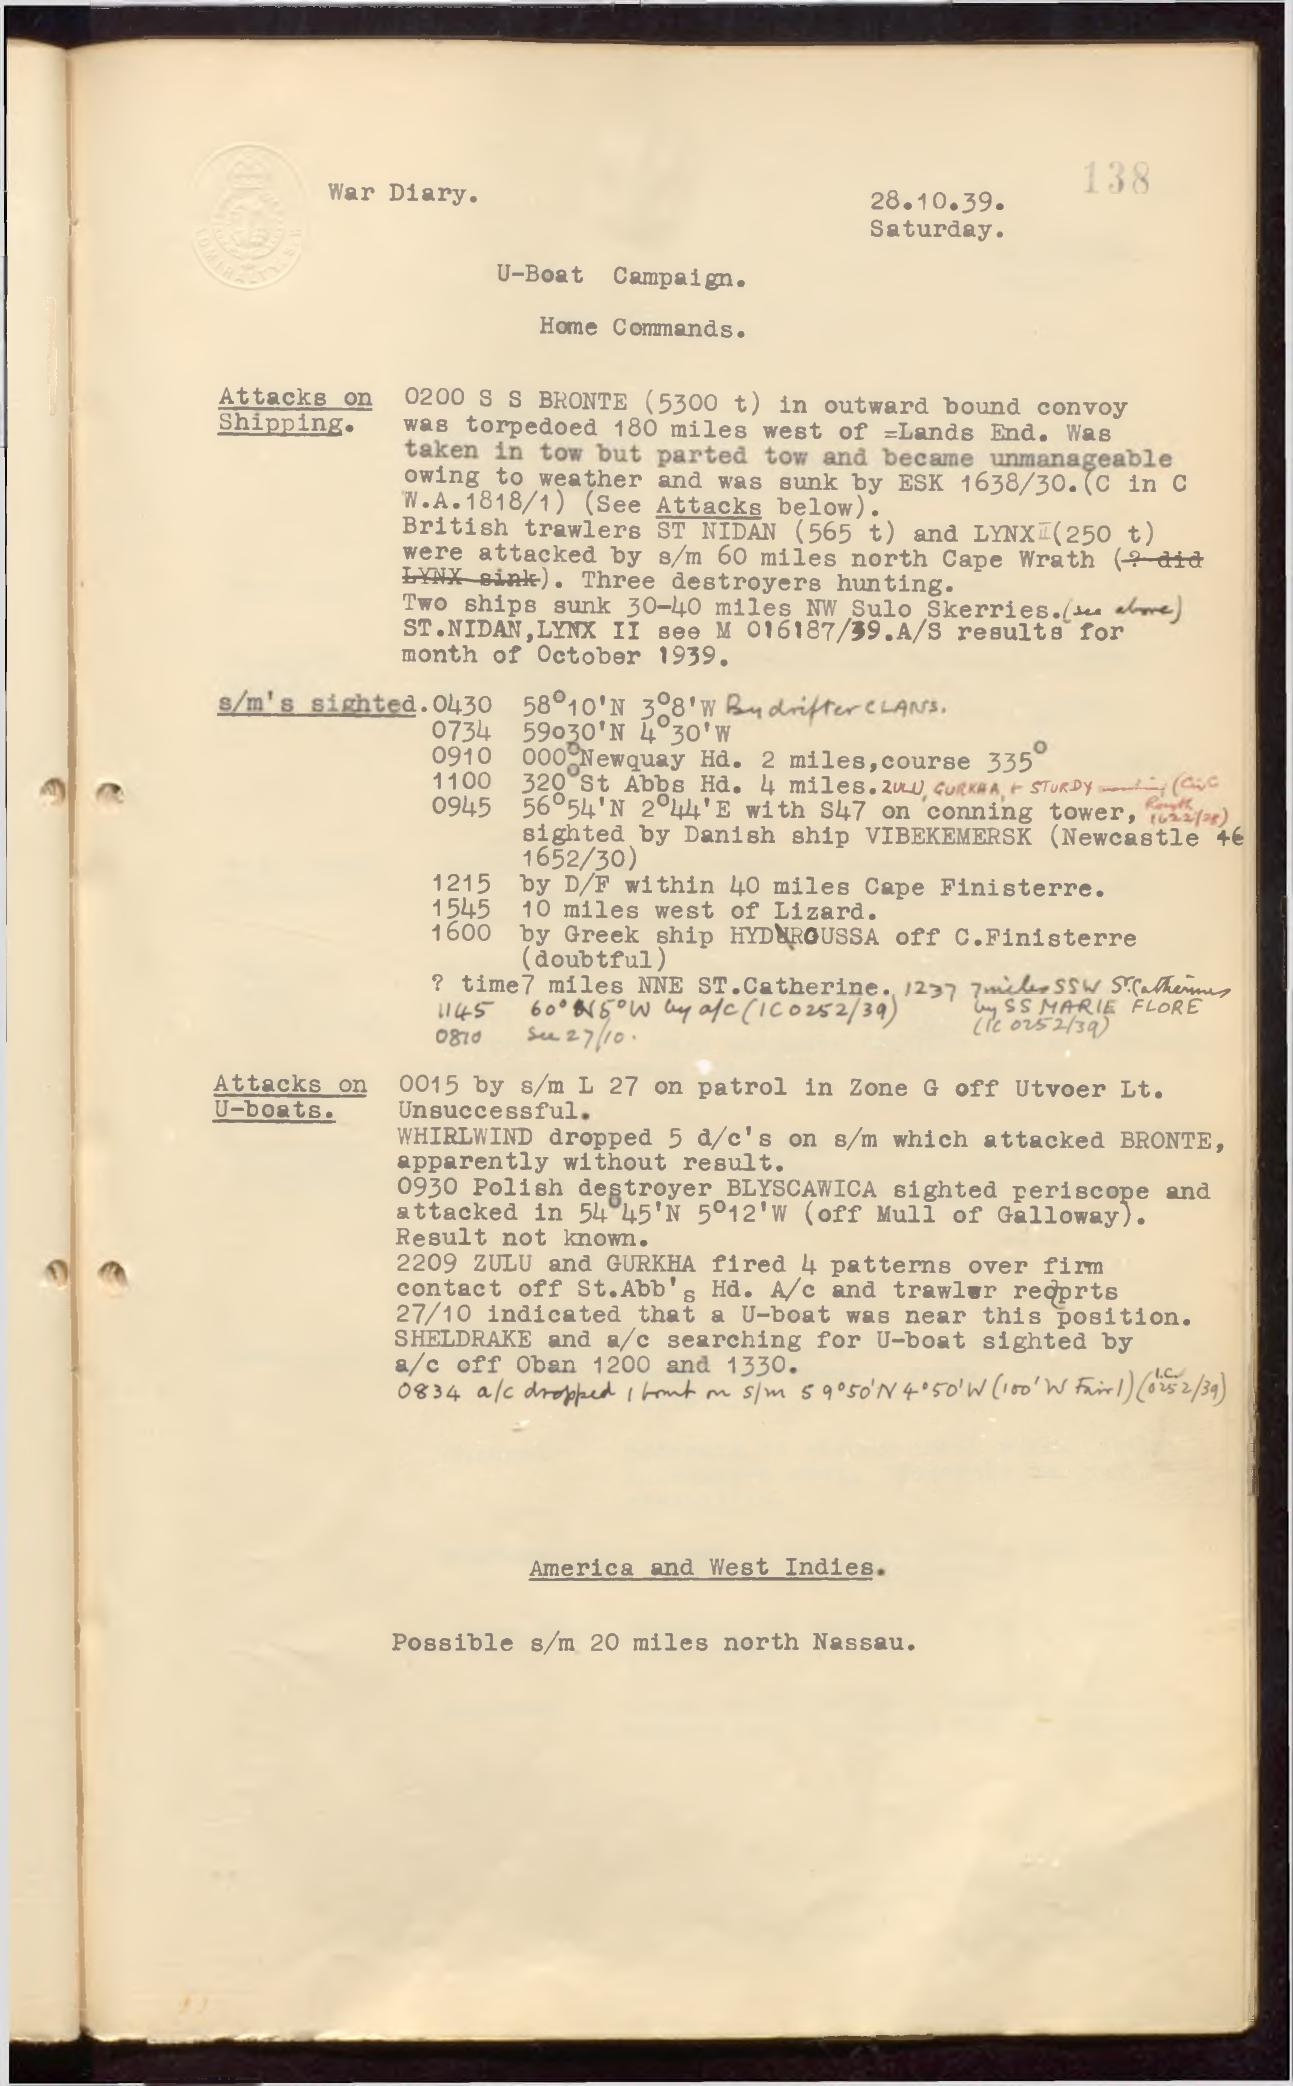 138
War Diary.
28.10.39.
Saturday.
U-Boat Campaign.
Home Commands.
Attacks on Shipping.
0200 S S BRONTE (5300 t) in outward bound convoy
was torpedoed 180 miles west of =Lands End. Was
taken in tow but parted tow and became unmanageable
owing to weather and was sunk by ESK 1638/30.(C in C
W.A.1818/1) (See Attacks below).
British trawlers ST NIDAN (565 t) and LYNX II (250 t)
were attacked by s/m 60 miles north Cape Wrath (? did
LYNX sink). Three destroyers hunting.
Two ships sunk 30-40 miles NW Sulo Skerries.(see above)
ST.NIDAN,LYNX II see M 016187/39.A/S results for
month of October 1939.
s/m's sighted.
0430 58°10'N 3°8'W By drifter CLANS.
0734 59o30'N 4°30'W
0910 000°Newquay Hd. 2 miles,course 335°
1100 320°St Abbs Hd. 4 miles. ZULU, GURKHA, + STURDY (CinC Rosyth 1622/28)
0945 56°54'N 2°44'E with S47 on conning tower,
sighted by Danish ship VIBEKEMERSK (Newcastle
1652/30)
1215 by D/F within 40 miles Cape Finisterre.
1545 10 miles west of Lizard.
1600 by Greek ship HYDROUSSA off C.Finisterre
(doubtful)
? time7 miles NNE ST.Catherine. 1237 7 miles SSW St Catherines
by SS MARIE FLORE
(IC 0252/39)
1145 60°N 5°W by a/c (IC 0252/39)
0810 See 27/10.
Attacks on U-boats.
0015 by s/m L 27 on patrol in Zone G off Utvoer Lt.
Unsuccessful.
WHIRLWIND dropped 5 d/c's on s/m which attacked BRONTE,
apparently without result.
0930 Polish destroyer BLYSCAWICA sighted periscope and
attacked in 54°45'N 5°12'W (off Mull of Galloway).
Result not known.
2209 ZULU and GURKHA fired 4 patterns over firm
contact off St.Abb's Hd. A/c and trawler reoprts
27/10 indicated that a U-boat was near this position.
SHELDRAKE and a/c searching for U-boat sighted by
a/c off Oban 1200 and 1330.
0834 a/c dropped 1 bomb on s/m 59°50'N 4°50'W (100' W Fair I) (I.C. 0252/39)
America and West Indies.
Possible s/m 20 miles north Nassau.